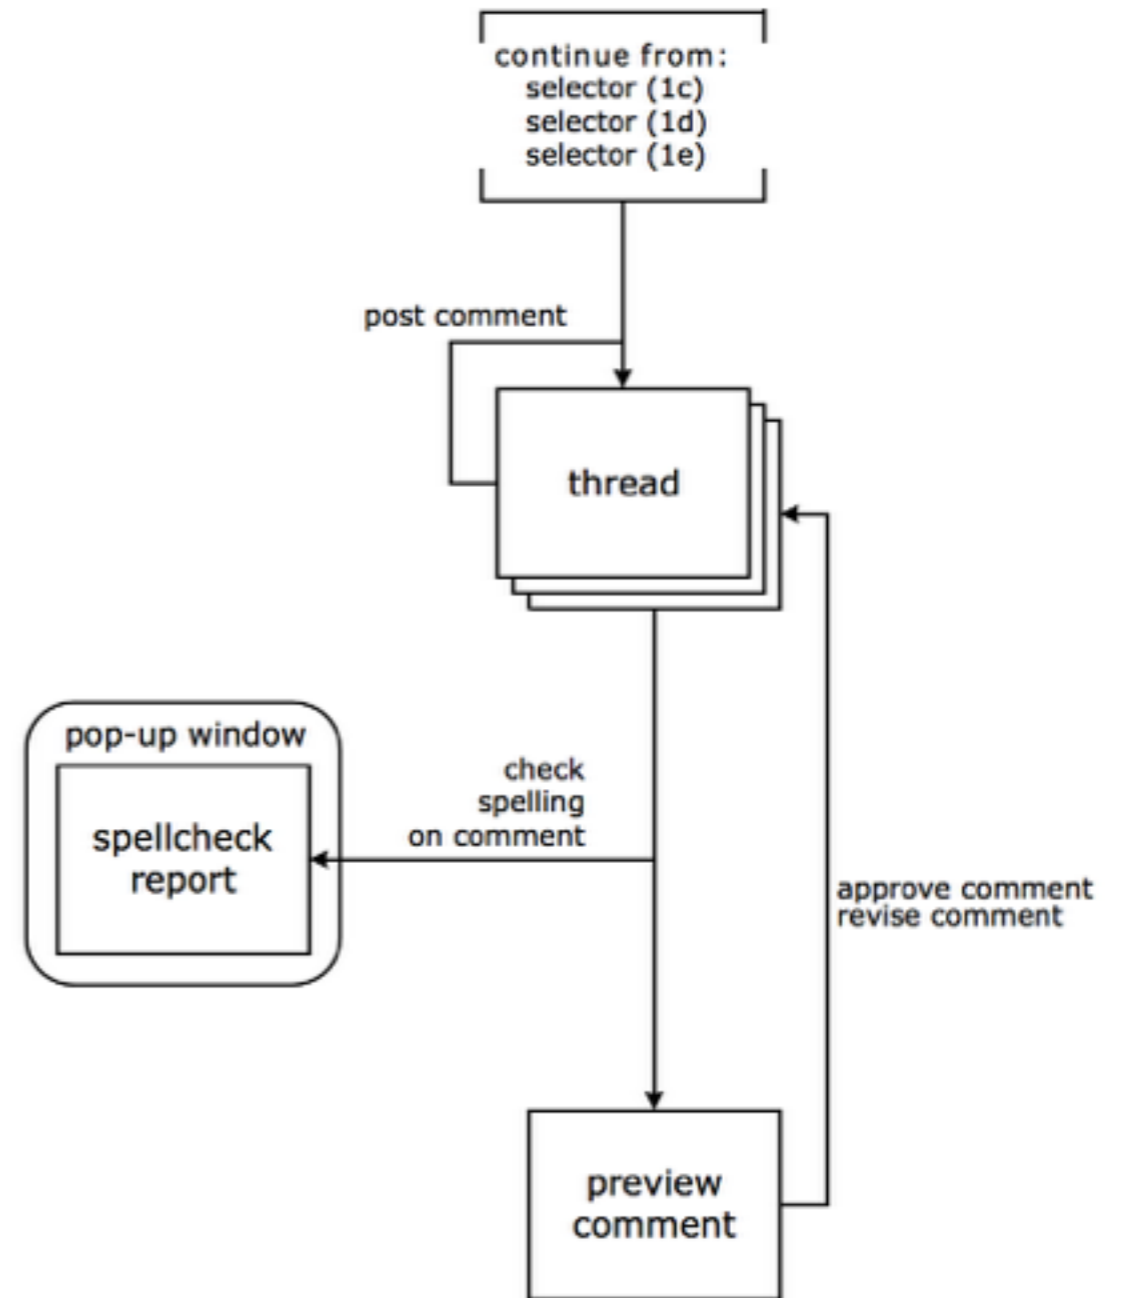 continue from:
selector (1c)
selector (1d)
selector (1e)
post comment
thread
pop-up window
spellcheck
report
check
spelling
on comment
approve comment
revise comment
preview
comment